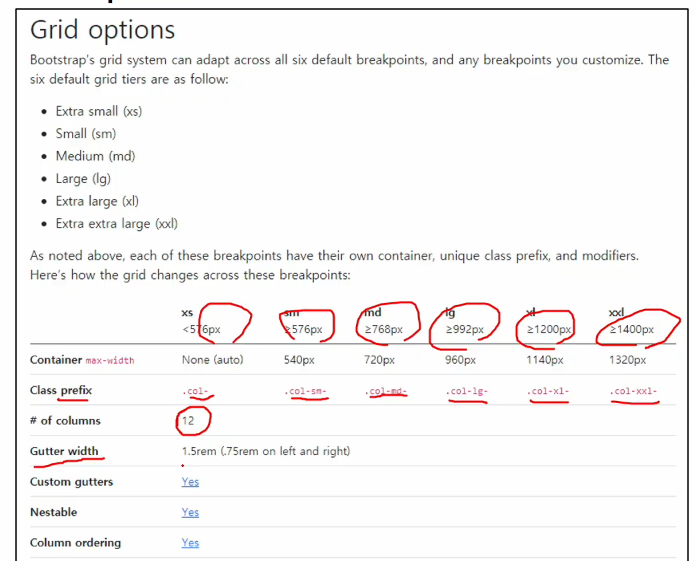 Grid options
Bootstrap's grid system can adapt across all six default breakpoints, and any breakpoints you customize. The
six default grid tiers are as follow:
• Extra small (xs)
• Small (sm)
• Medium (md)
• Large (lg)
• Extra large (xl)
• Extra extra large (xxl)
As noted above, each of these breakpoints have their own container, unique class prefix, and modifiers.
Here's how the grid changes across these breakpoints:
xs sm md lg xl xxl
<576px ≥576px ≥768px ≥992px ≥1200px ≥1400px
Container max-width None (auto) 540px 720px 960px 1140px 1320px
Class prefix .col- .col-sm- .col-md- .col-lg- .col-xl- .col-xxl-
# of columns 12
Gutter width 1.5rem (.75rem on left and right)
Custom gutters Yes
Nestable Yes
Column ordering Yes